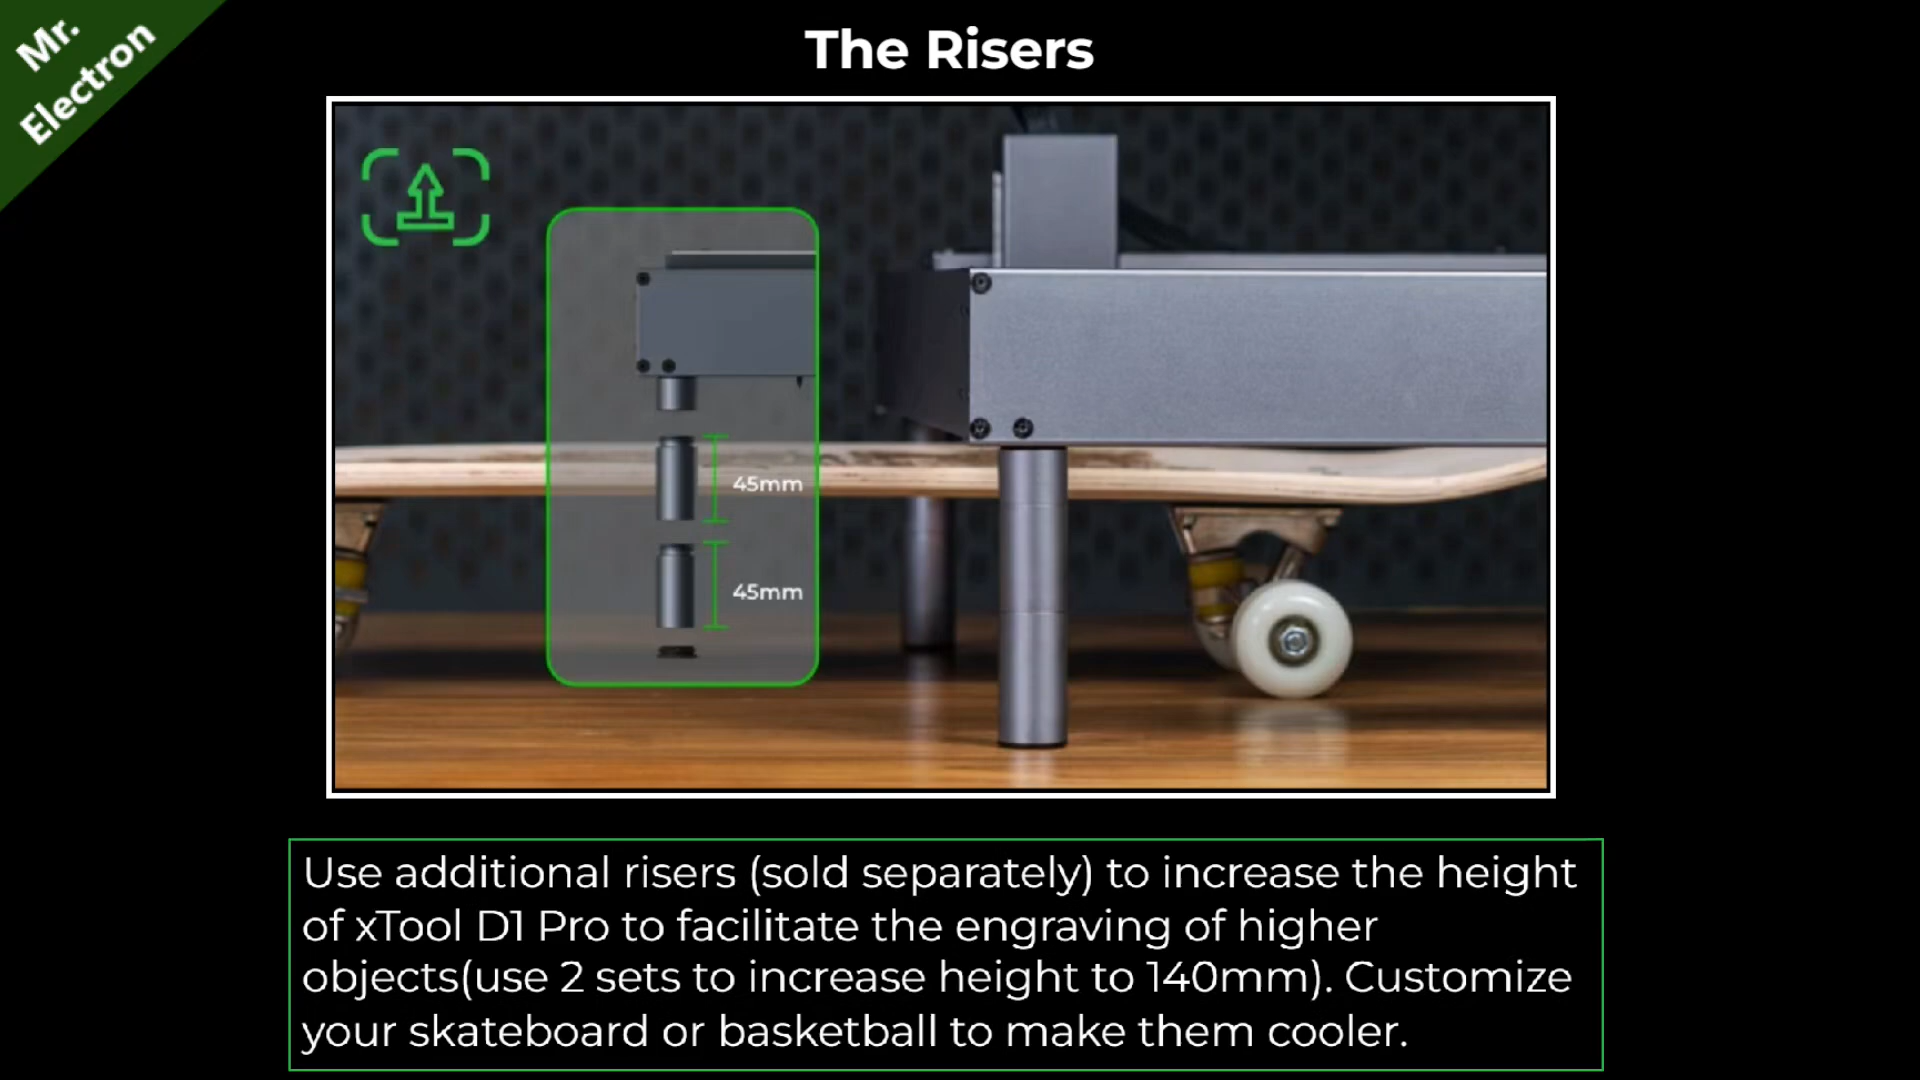 Mr.
Electron
The Risers
45mm
45mm
Use additional risers (sold separately) to increase the height
of xTool D1 Pro to facilitate the engraving of higher
objects(use 2 sets to increase height to 140mm). Customize
your skateboard or basketball to make them cooler.